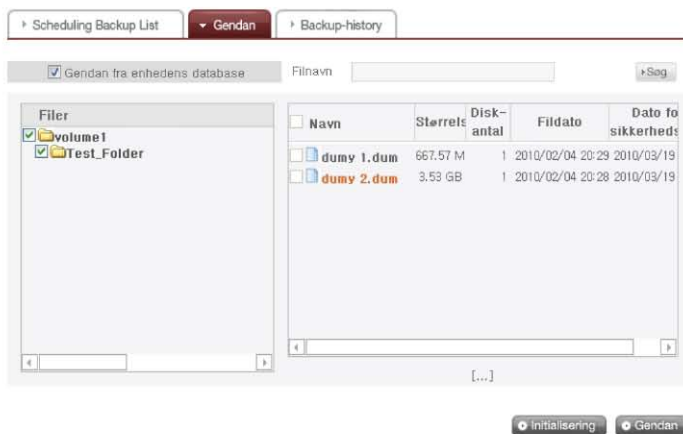 Scheduling Backup List Gendan Backup-history
Gendan fra enhedens database Filnavn Søg
Filer
volume1
Test_Folder
Navn Størrels Disk-antal Fildato Dato fo sikkerheds
dumy 1.dum 667.57 M 1 2010/02/04 20:29 2010/03/19
dumy 2.dum 3.53 GB 1 2010/02/04 20:28 2010/03/19
[...]
Initialisering Gendan